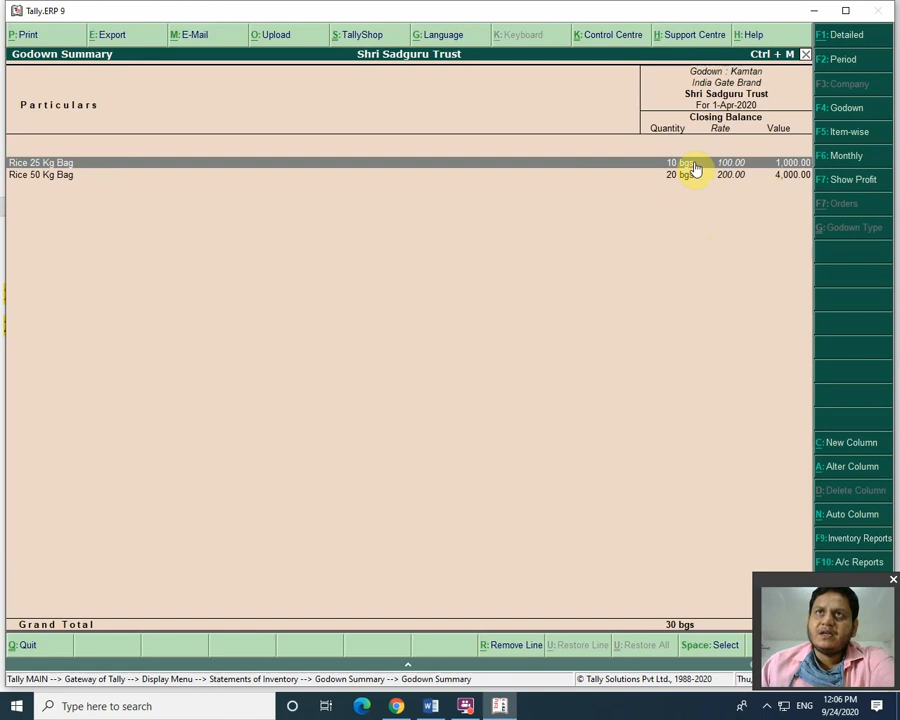 Tally.ERP 9
P: Print E: Export M: E-Mail O: Upload S: TallyShop G: Language K: Keyboard K: Control Centre H: Support Centre H: Help
Godown Summary Shri Sadguru Trust Ctrl + M
Particulars
Godown : Kamtan
India Gate Brand
Shri Sadguru Trust
For 1-Apr-2020
Closing Balance
Quantity Rate Value
Rice 25 Kg Bag 10 bgs 100.00 1,000.00
Rice 50 Kg Bag 20 bgs 200.00 4,000.00
Grand Total 30 bgs
Q: Quit R: Remove Line U: Restore Line U: Restore All Space: Select
F1: Detailed
F2: Period
F3: Company
F4: Godown
F5: Item-wise
F6: Monthly
F7: Show Profit
F7: Orders
G: Godown Type
C: New Column
A: Alter Column
D: Delete Column
N: Auto Column
F9: Inventory Reports
F10: A/c Reports
Tally MAIN --> Gateway of Tally --> Display Menu --> Statements of Inventory --> Godown Summary --> Godown Summary © Tally Solutions Pvt Ltd., 1988-2020 Thu,
Type here to search ENG 12:06 PM
9/24/2020